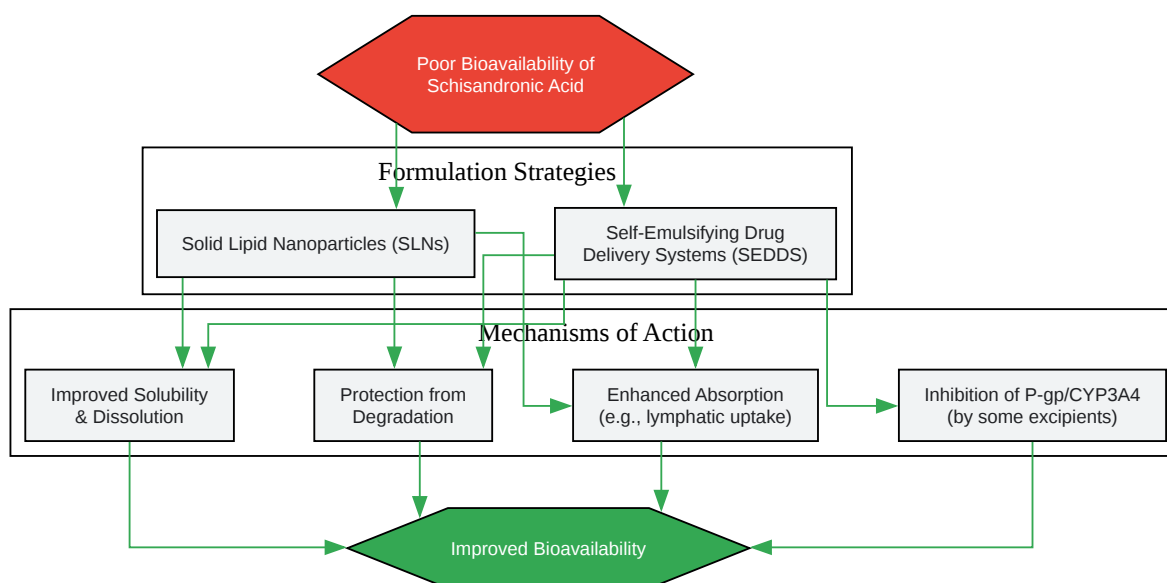 Poor Bioavailability of
Schisandronic Acid
Formulation Strategies
Solid Lipid Nanoparticles (SLNs)
Self-Emulsifying Drug
Delivery Systems (SEDDS)
Mechanisms of Action
Improved Solubility
& Dissolution
Protection from
Degradation
Enhanced Absorption
(e.g., lymphatic uptake)
Inhibition of P-gp/CYP3A4
(by some excipients)
Improved Bioavailability